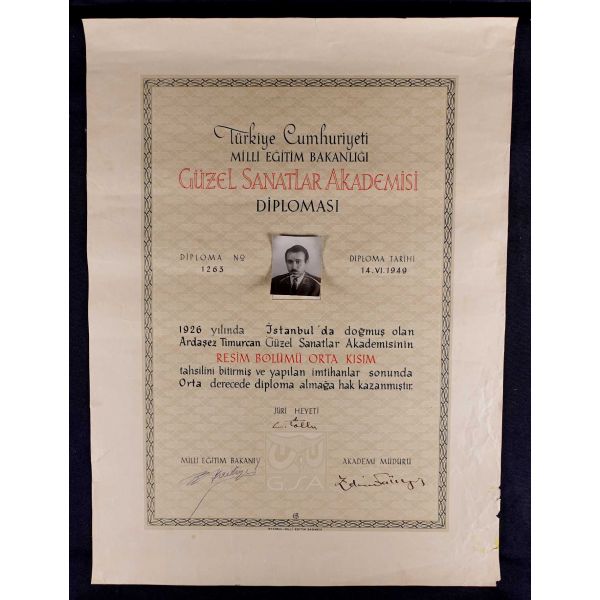 Türkiye Cumhuriyeti
MİLLİ EĞİTİM BAKANLIĞI
GÜZEL SANATLAR AKADEMİSİ
DİPLOMASI
DİPLOMA No
1263
DİPLOMA TARİHİ
14.VI.1949
1926 yılında İstanbul'da doğmuş olan
Ardaşez Timurcan Güzel Sanatlar Akademisinin
RESİM BÖLÜMÜ ORTA KISIM
tahsilini bitirmiş ve yapılan imtihanlar sonunda
Orta derecede diploma almağa hak kazanmıştır.
JÜRİ HEYETİ
MİLLİ EĞİTİM BAKANIY
AKADEMİ MÜDÜRÜ
GSA